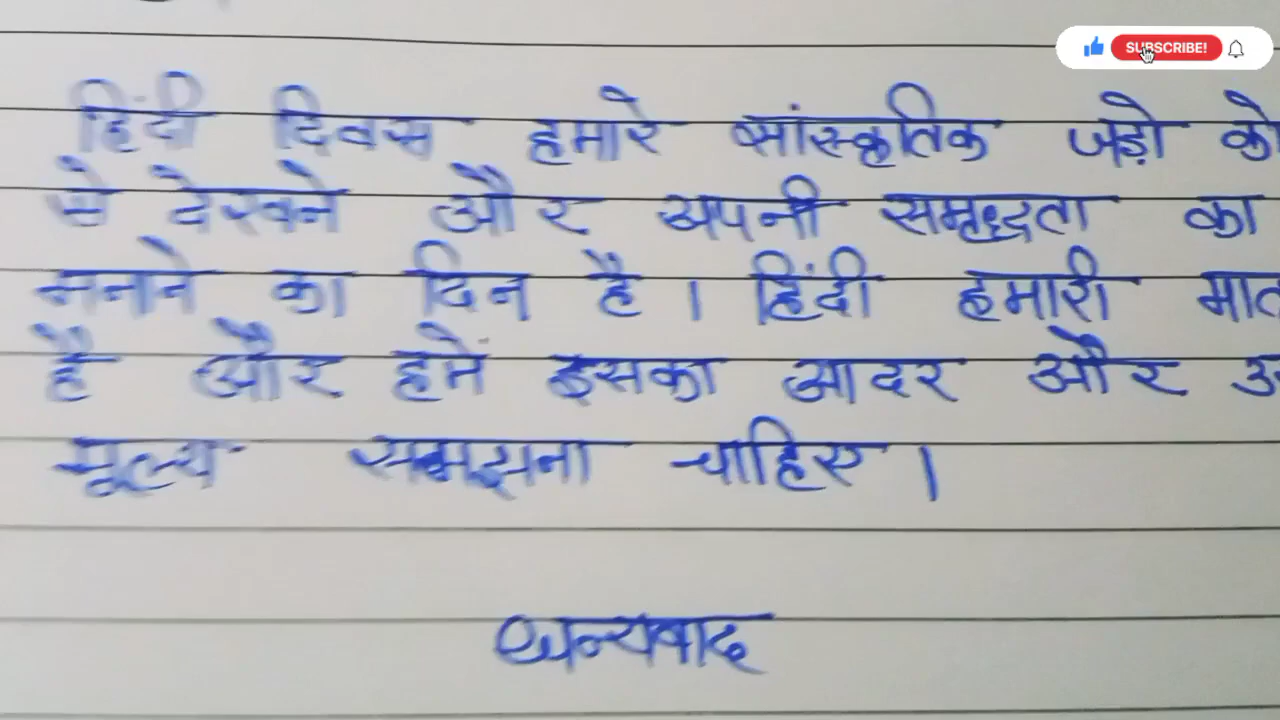 SUBSCRIBE!
हिंदी दिवस हमारे सांस्कृतिक जड़ो को
से देखने और अपनी समृद्धता का
मनाने का दिन है । हिंदी हमारी मातृ
है और हमें इसका आदर और
मूल्य समझना चाहिए ।
धन्यवाद